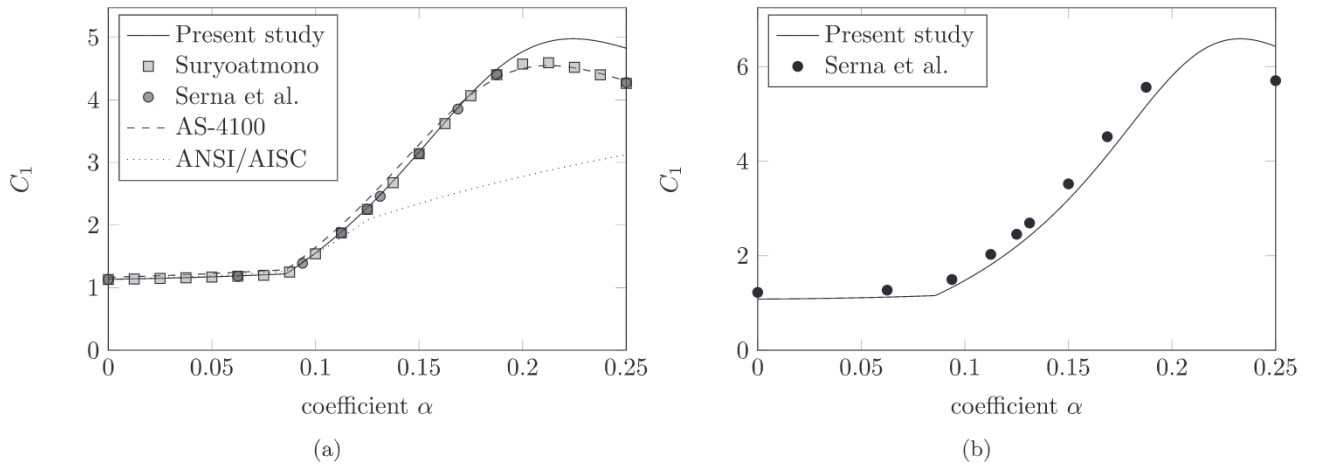 5
4
3
2
1
0
C1
Present study
Suryoatmono
Serna et al.
AS-4100
ANSI/AISC
0 0.05 0.1 0.15 0.2 0.25
coefficient α
(a)
6
4
2
0
C1
Present study
Serna et al.
0 0.05 0.1 0.15 0.2 0.25
coefficient α
(b)